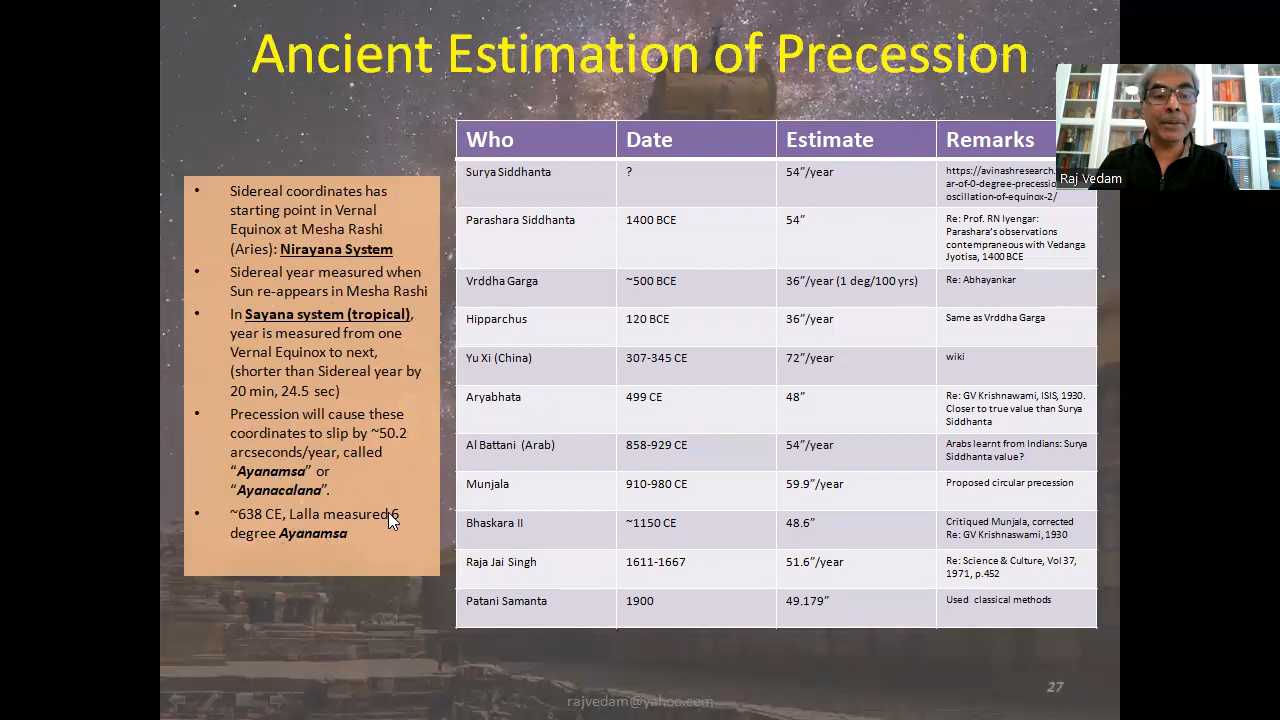 Ancient Estimation of Precession
Raj Vedam
• Sidereal coordinates has
starting point in Vernal
Equinox at Mesha Rashi
(Aries): Nirayana System
• Sidereal year measured when
Sun re-appears in Mesha Rashi
• In Sayana system (tropical),
year is measured from one
Vernal Equinox to next,
(shorter than Sidereal year by
20 min, 24.5 sec)
• Precession will cause these
coordinates to slip by ~50.2
arcseconds/year, called
“Ayanamsa” or
“Ayanacalana”.
• ~638 CE, Lalla measured 6
degree Ayanamsa
Who Date Estimate Remarks
Surya Siddhanta ? 54”/year https://avinashresearch.
ar-of-0-degree-precessio
oscillation-of-equinox-2/
Parashara Siddhanta 1400 BCE 54” Re: Prof. RN Iyengar:
Parashara’s observations
contempraneous with Vedanga
Jyotisa, 1400 BCE
Vrddha Garga ~500 BCE 36”/year (1 deg/100 yrs) Re: Abhayankar
Hipparchus 120 BCE 36”/year Same as Vrddha Garga
Yu Xi (China) 307-345 CE 72”/year wiki
Aryabhata 499 CE 48” Re: GV Krishnawami, ISIS, 1930.
Closer to true value than Surya
Siddhanta
Al Battani (Arab) 858-929 CE 54”/year Arabs learnt from Indians: Surya
Siddhanta value?
Munjala 910-980 CE 59.9”/year Proposed circular precession
Bhaskara II ~1150 CE 48.6” Critiqued Munjala, corrected
Re: GV Krishnaswami, 1930
Raja Jai Singh 1611-1667 51.6”/year Re: Science & Culture, Vol 37,
1971, p.452
Patani Samanta 1900 49.179” Used classical methods
27
rajvedam@yahoo.com